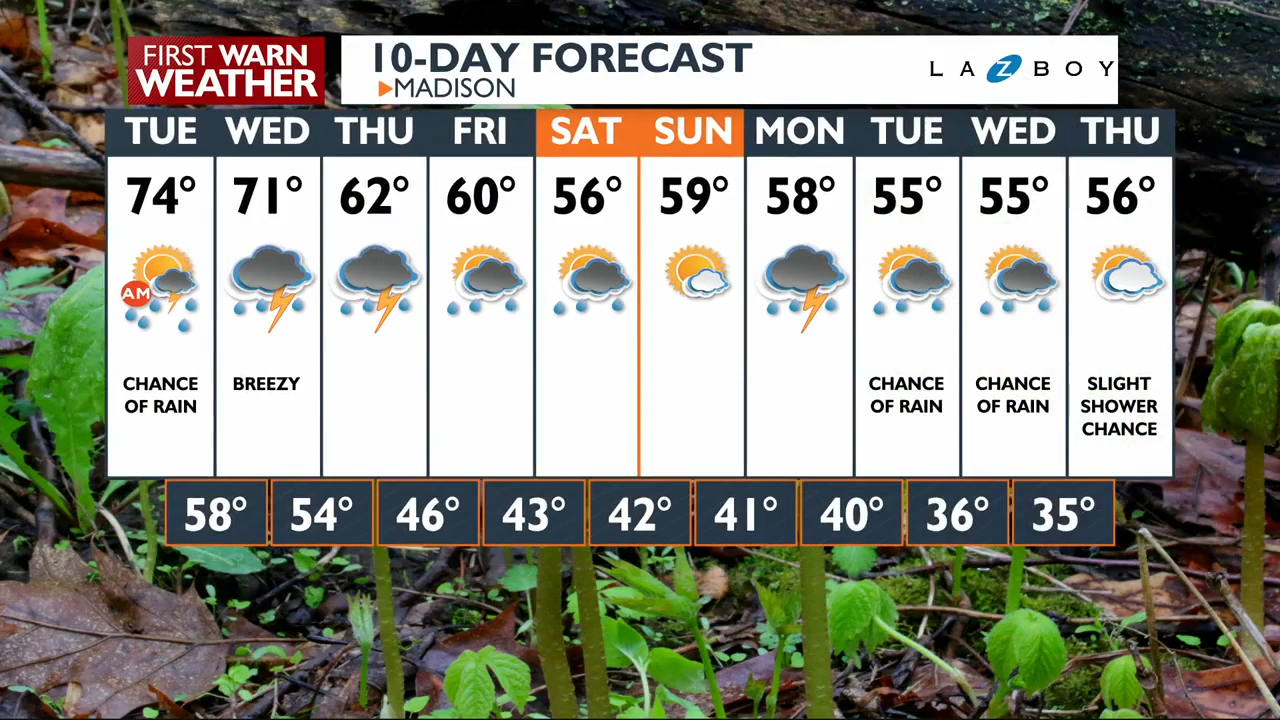 FIRST WARN
WEATHER
10-DAY FORECAST
MADISON
LAZBOY
TUE WED THU FRI SAT SUN MON TUE WED THU
74° 71° 62° 60° 56° 59° 58° 55° 55° 56°
AM
CHANCE OF RAIN
BREEZY
CHANCE OF RAIN
CHANCE OF RAIN
SLIGHT SHOWER CHANCE
58° 54° 46° 43° 42° 41° 40° 36° 35°